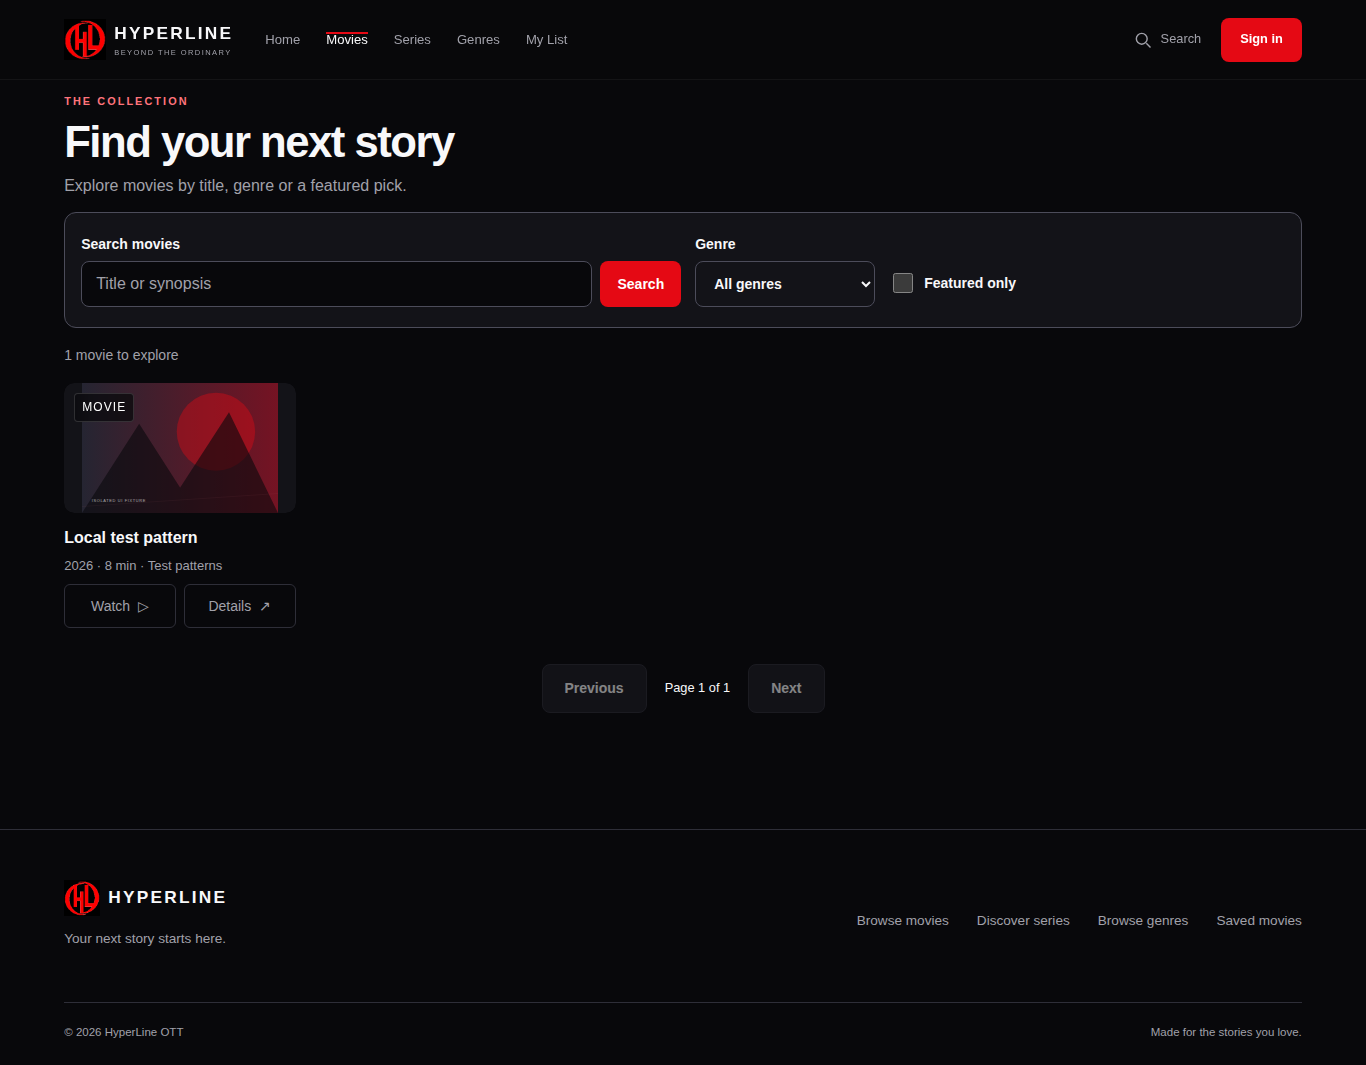 HYPERLINE
BEYOND THE ORDINARY
Home
Movies
Series
Genres
My List
Search
Sign in
THE COLLECTION
Find your next story
Explore movies by title, genre or a featured pick.
Search movies
Genre
Title or synopsis
Search
All genres
Featured only
1 movie to explore
MOVIE
ISOLATED UI FIXTURE
Local test pattern
2026 · 8 min · Test patterns
Watch ▷
Details ↗
Previous
Page 1 of 1
Next
HYPERLINE
Your next story starts here.
Browse movies
Discover series
Browse genres
Saved movies
© 2026 HyperLine OTT
Made for the stories you love.